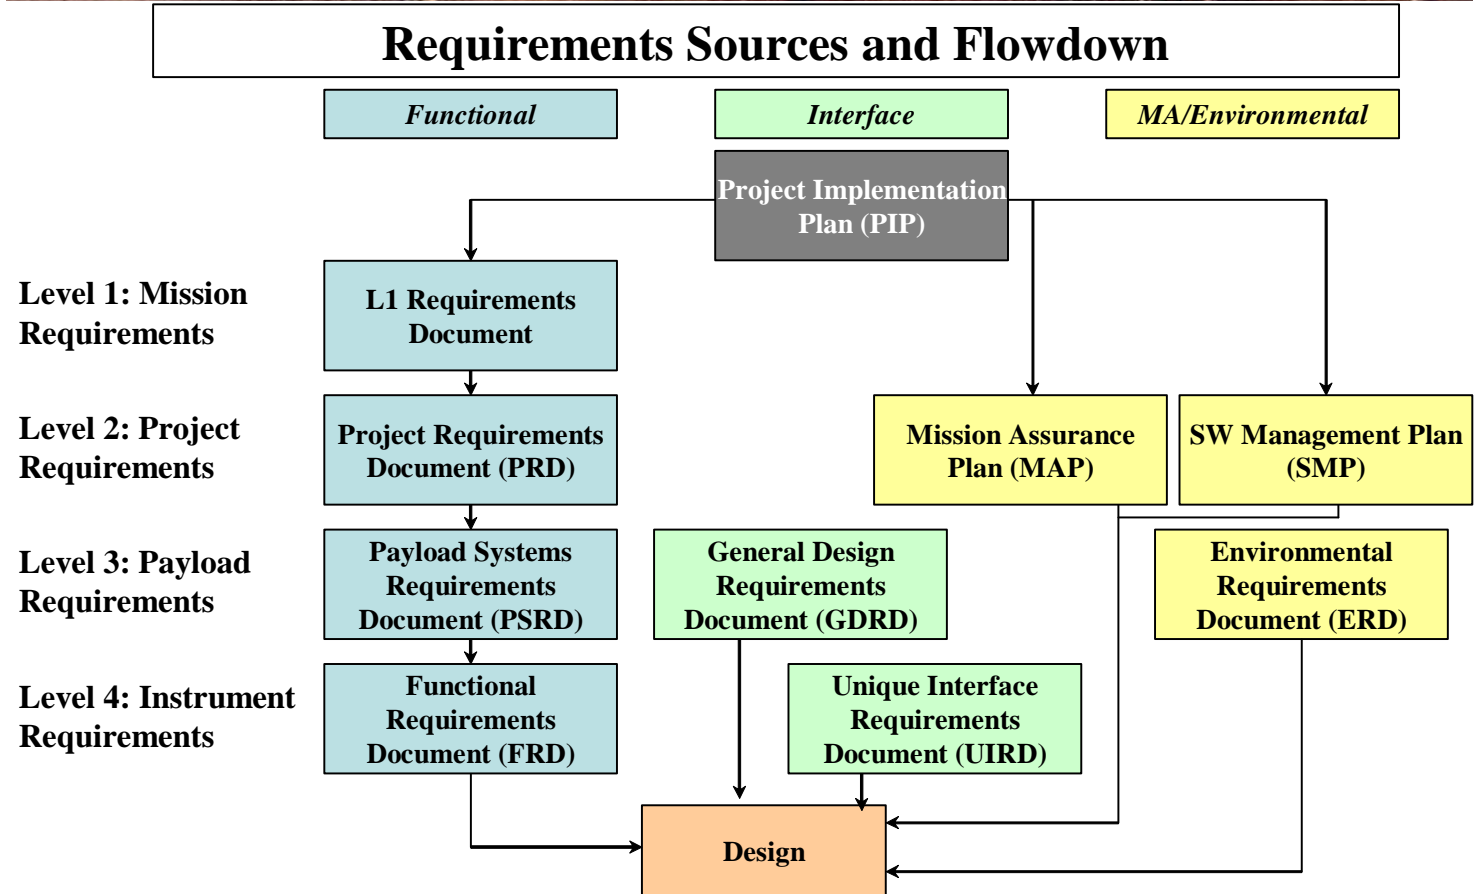 Requirements Sources and Flowdown
Functional
Interface
MA/Environmental
Project Implementation
Plan (PIP)
Level 1: Mission
Requirements
L1 Requirements
Document
Level 2: Project
Requirements
Project Requirements
Document (PRD)
Mission Assurance
Plan (MAP)
SW Management Plan
(SMP)
Level 3: Payload
Requirements
Payload Systems
Requirements
Document (PSRD)
General Design
Requirements
Document (GDRD)
Environmental
Requirements
Document (ERD)
Level 4: Instrument
Requirements
Functional
Requirements
Document (FRD)
Unique Interface
Requirements
Document (UIRD)
Design